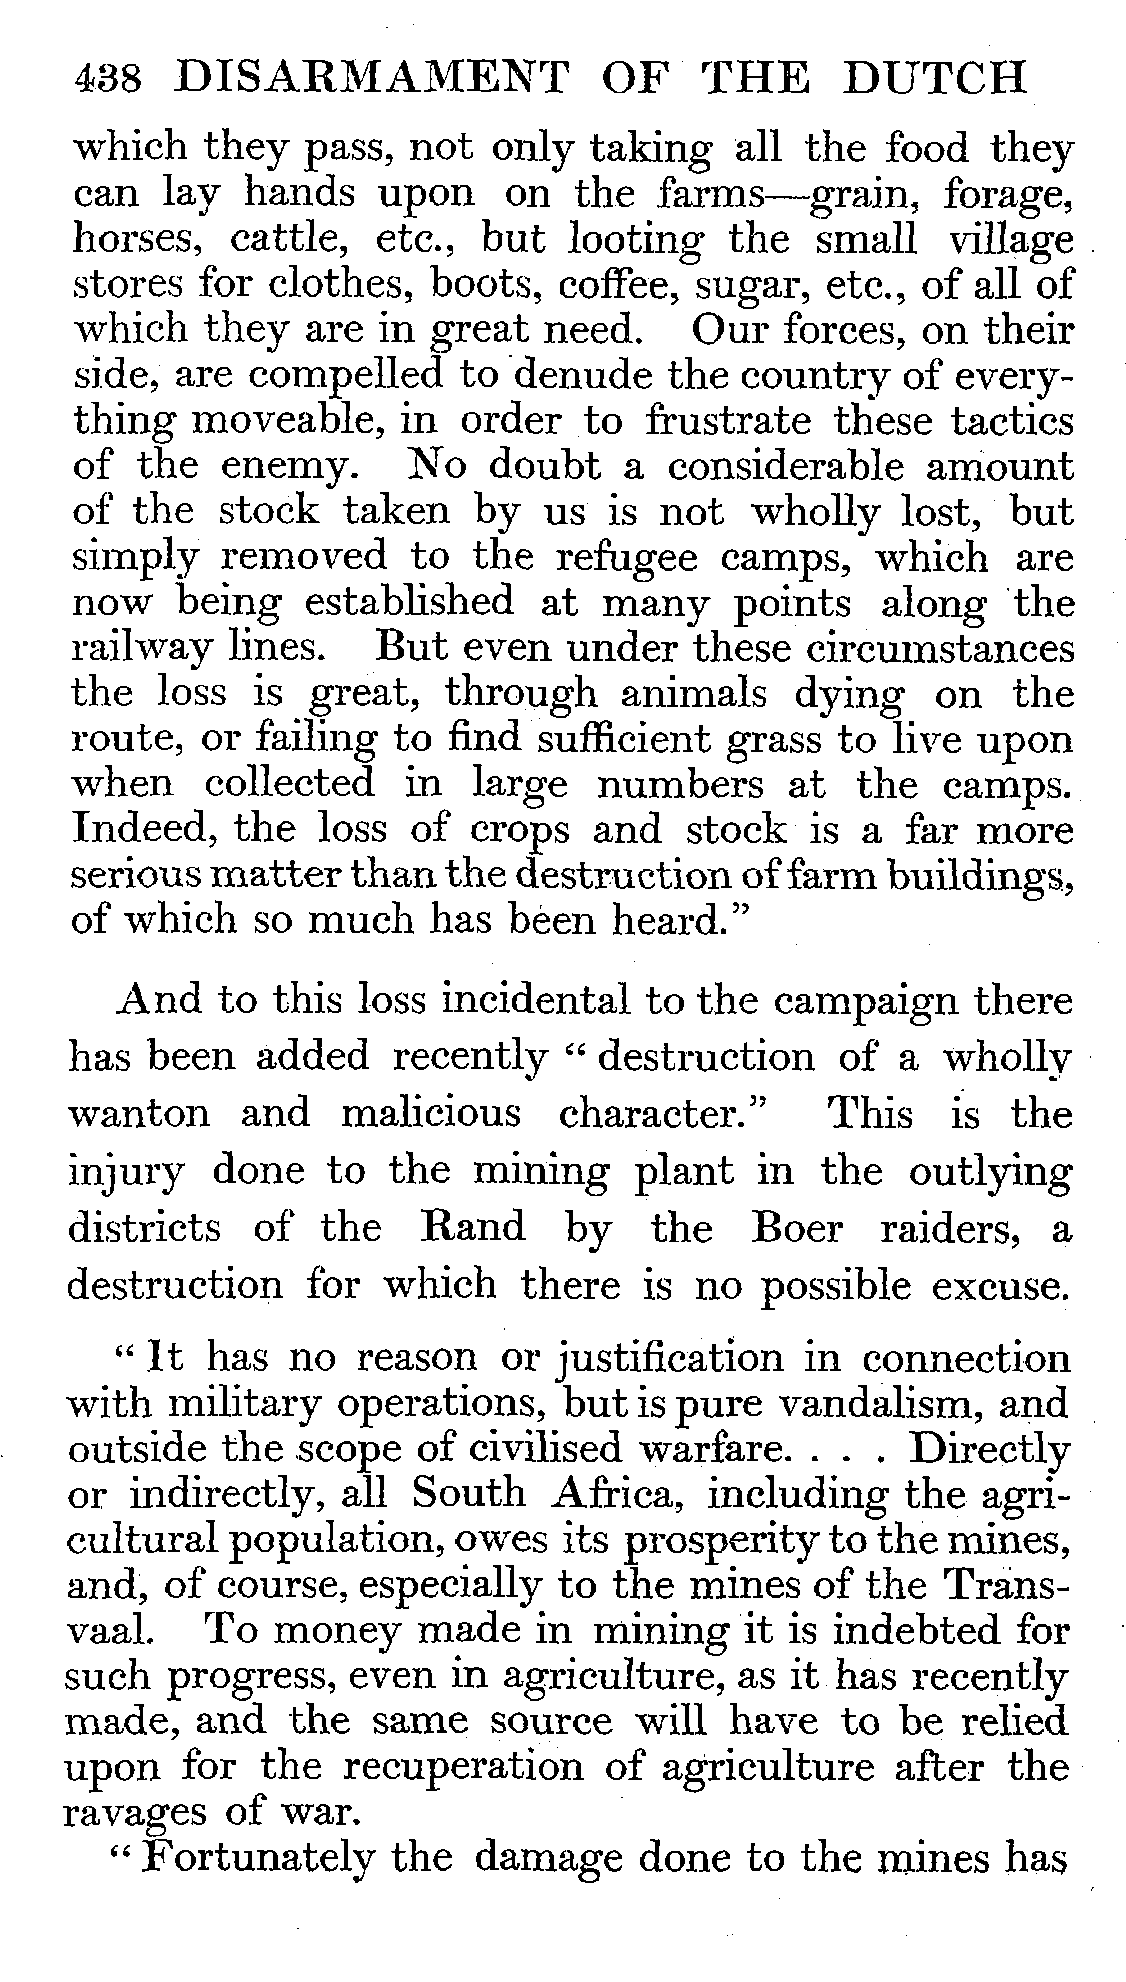 438 DISARMAMENT OF THE DUTCH
which they pass, not only taking all the food they
can lay hands upon on the farms—grain, forage,
horses, cattle, etc., but looting the small village
stores for clothes, boots, coffee, sugar, etc., of all of
which they are in great need. Our forces, on their
side, are compelled to denude the country of every-
thing moveable, in order to frustrate these tactics
of the enemy. No doubt a considerable amount
of the stock taken by us is not wholly lost, but
simply removed to the refugee camps, which are
now being established at many points along the
railway lines. But even under these circumstances
the loss is great, through animals dying on the
route, or failing to find sufficient grass to live upon
when collected in large numbers at the camps.
Indeed, the loss of crops and stock is a far more
serious matter than the destruction of farm buildings,
of which so much has been heard.”
And to this loss incidental to the campaign there
has been added recently “ destruction of a wholly
wanton and malicious character.” This is the
injury done to the mining plant in the outlying
districts of the Rand by the Boer raiders, a
destruction for which there is no possible excuse.
“ It has no reason or justification in connection
with military operations, but is pure vandalism, and
outside the scope of civilised warfare. . . . Directly
or indirectly, all South Africa, including the agri-
cultural population, owes its prosperity to the mines,
and, of course, especially to the mines of the Trans-
vaal. To money made in mining it is indebted for
such progress, even in agriculture, as it has recently
made, and the same source will have to be relied
upon for the recuperation of agriculture after the
ravages of war.
“ Fortunately the damage done to the mines has